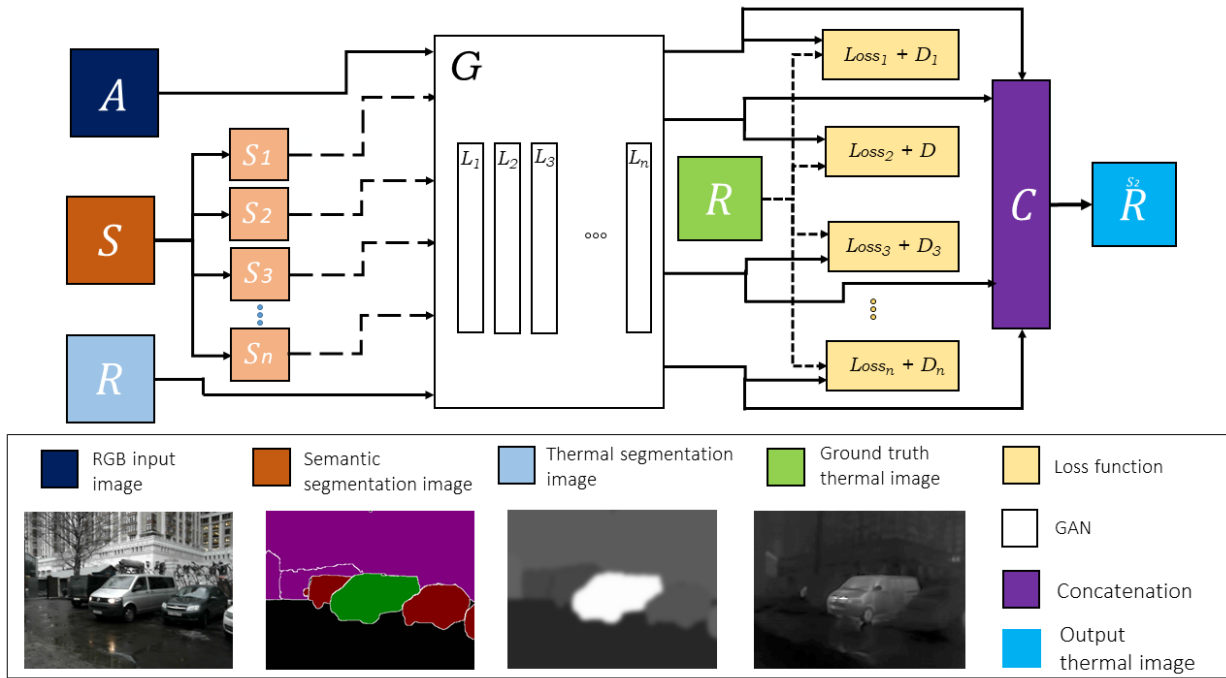 A
S
R
S1
S2
S3
Sn
G
L1
L2
L3
Ln
R
Loss1 + D1
Loss2 + D
Loss3 + D3
Lossn + Dn
C
S2
R
RGB input
image
Semantic
segmentation image
Thermal segmentation
image
Ground truth
thermal image
Loss function
GAN
Concatenation
Output
thermal image